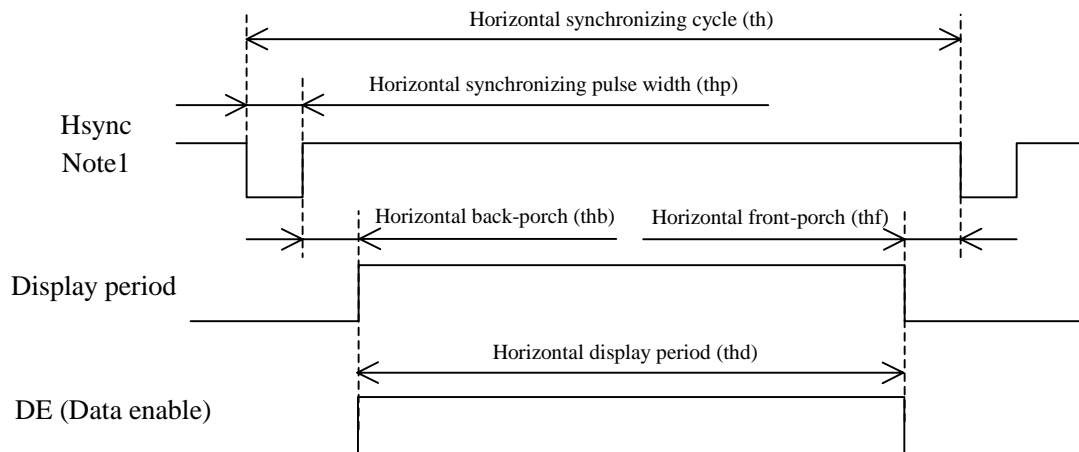 Horizontal synchronizing cycle (th)
Horizontal synchronizing pulse width (thp)
Hsync
Note1
Horizontal back-porch (thb)
Horizontal front-porch (thf)
Display period
Horizontal display period (thd)
DE (Data enable)